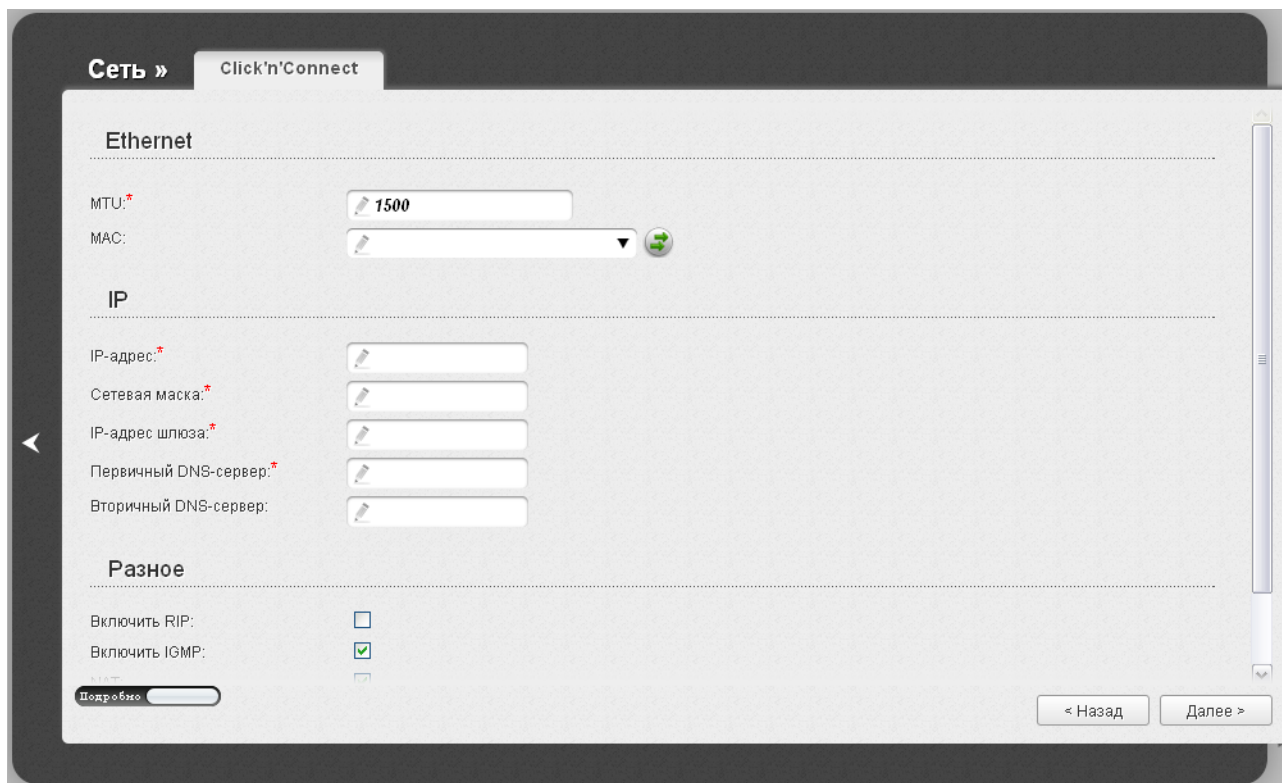 Сеть »
Click'n'Connect
Ethernet
MTU:*
1500
MAC:
IP
IP-адрес:*
Сетевая маска:*
IP-адрес шлюза:*
Первичный DNS-сервер:*
Вторичный DNS-сервер:
Разное
Включить RIP:
Включить IGMP:
NAT:
Подробно
< Назад
Далее >